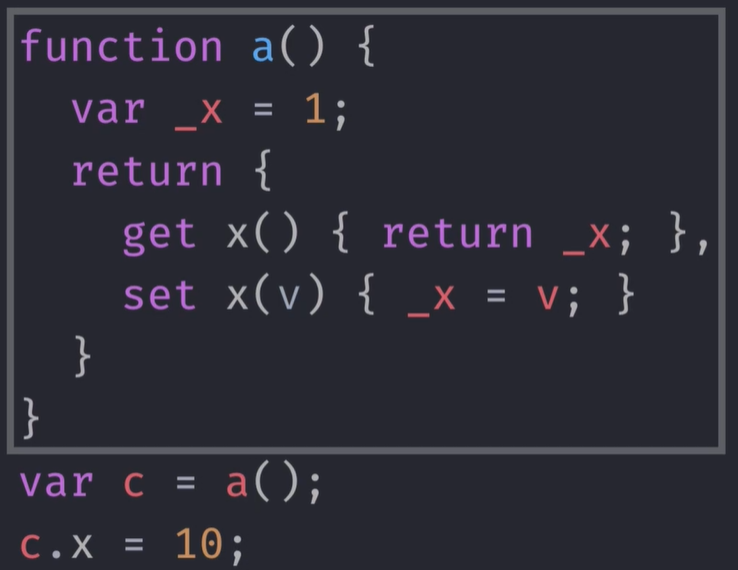 function a() {
  var _x = 1;
  return {
    get x() { return _x; },
    set x(v) { _x = v; }
  }
}
var c = a();
c.x = 10;